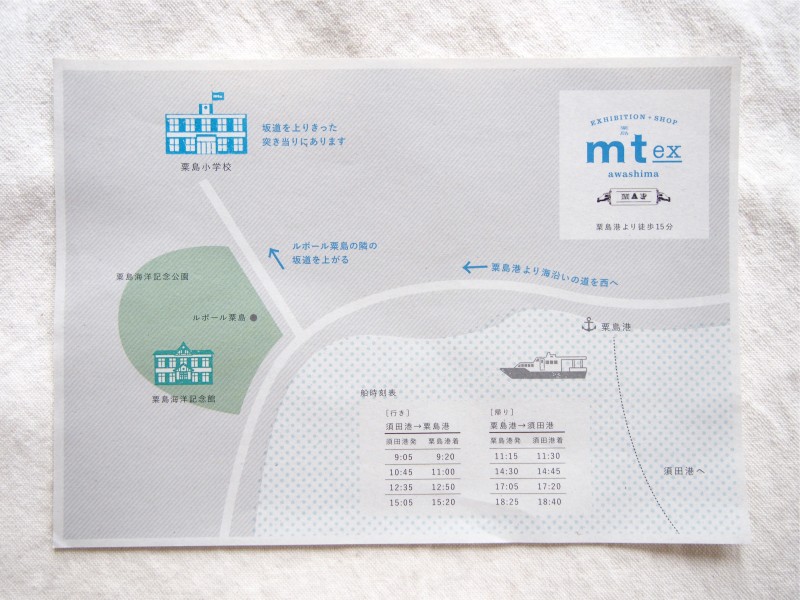 坂道を上りきった
突き当りにあります
粟島小学校
EXHIBITION + SHOP
mt ex
awashima
粟島港より徒歩15分
ルポール粟島の隣の
坂道を上がる
粟島港より海沿いの道を西へ
粟島海洋記念公園
ルポール粟島
粟島海洋記念館
粟島港
須田港へ
船時刻表
[行き]
須田港→粟島港
須田港発 粟島港着
9:05 9:20
10:45 11:00
12:35 12:50
15:05 15:20
[帰り]
粟島港→須田港
粟島港発 須田港着
11:15 11:30
14:30 14:45
17:05 17:20
18:25 18:40